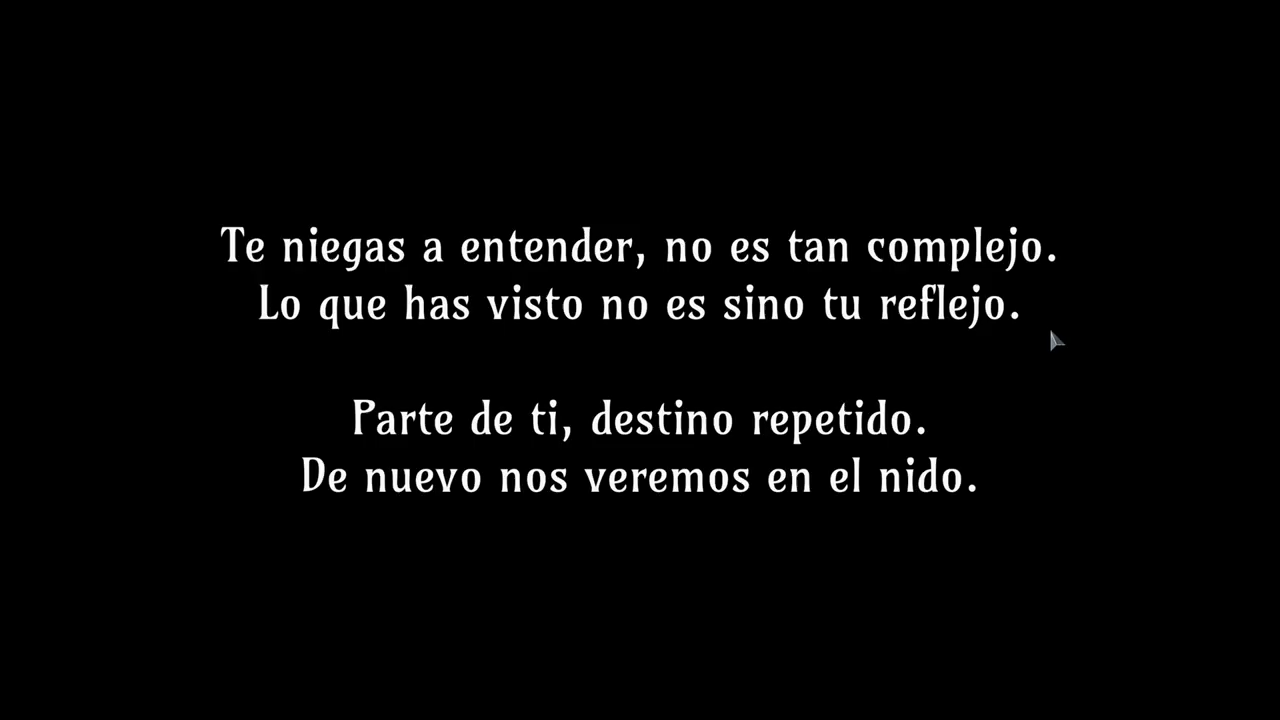 Te niegas a entender, no es tan complejo.
Lo que has visto no es sino tu reflejo.
Parte de ti, destino repetido.
De nuevo nos veremos en el nido.